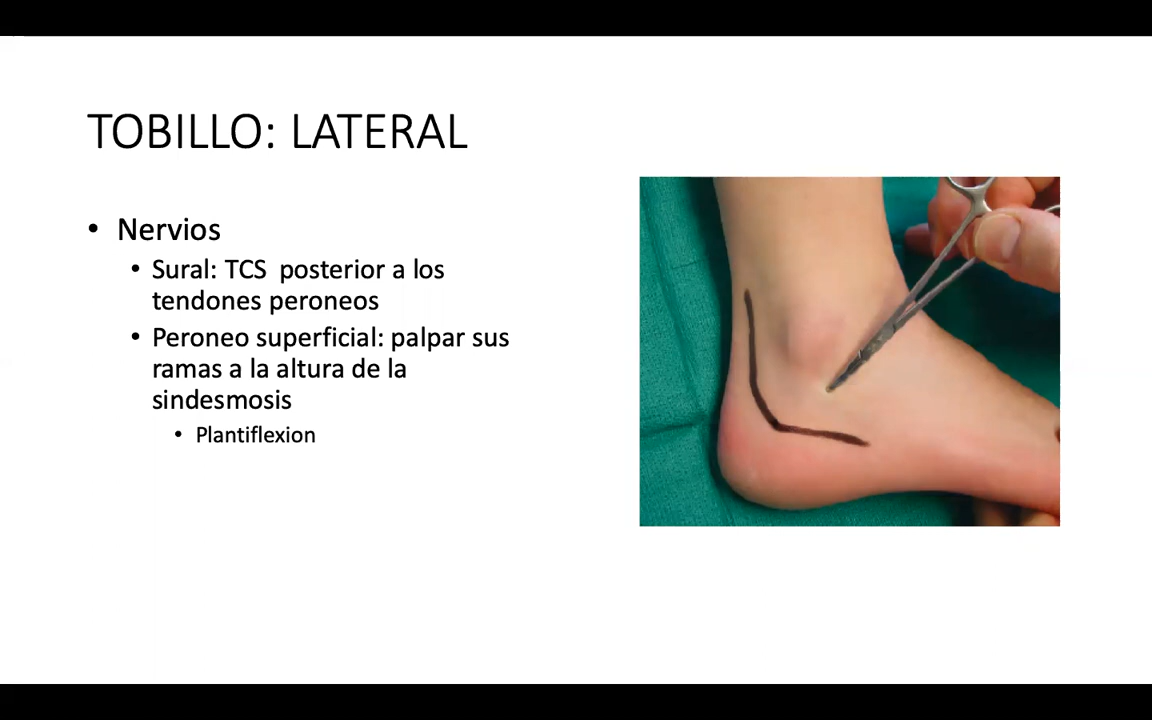 TOBILLO: LATERAL
• Nervios
• Sural: TCS posterior a los
tendones peroneos
• Peroneo superficial: palpar sus
ramas a la altura de la
sindesmosis
• Plantiflexion